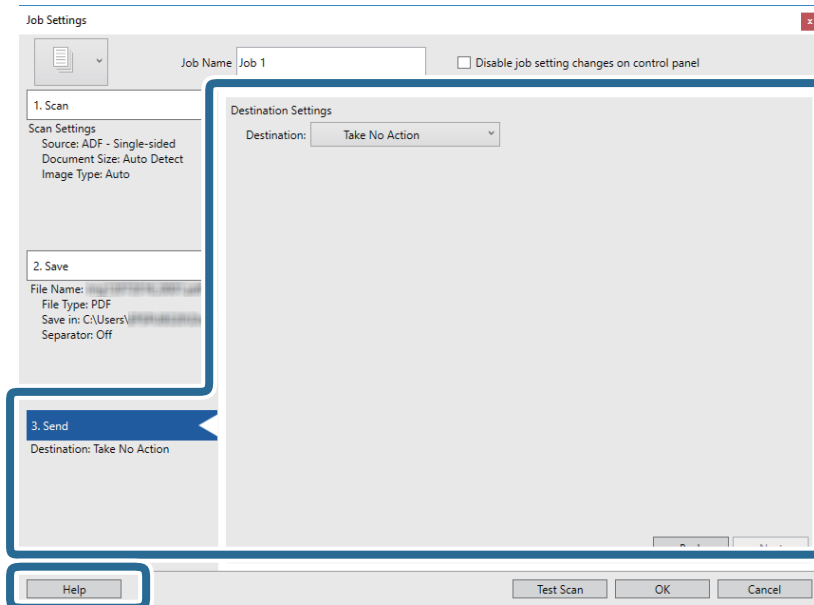 Job Settings
x
Job Name Job 1
Disable job setting changes on control panel
1. Scan
Scan Settings
Source: ADF - Single-sided
Document Size: Auto Detect
Image Type: Auto
2. Save
File Name:
File Type: PDF
Save in: C:\Users\
Separator: Off
3. Send
Destination: Take No Action
Destination Settings
Destination: Take No Action
Help
Test Scan
OK
Cancel